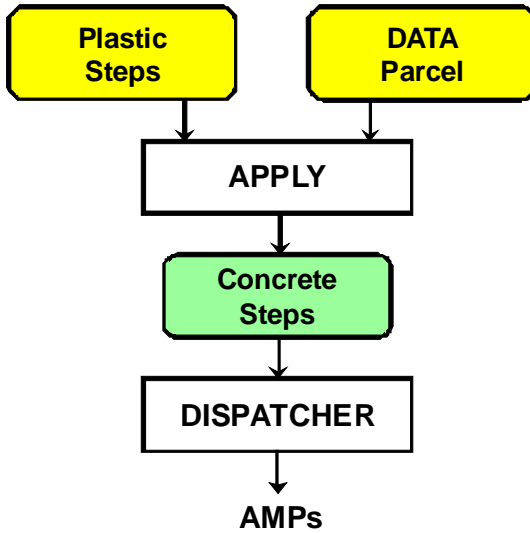 Plastic
Steps
DATA
Parcel
APPLY
Concrete
Steps
DISPATCHER
AMPs